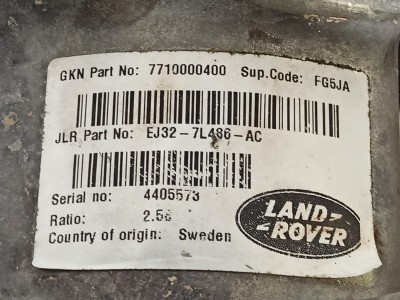 GKN Part No: 7710000400 Sup.Code: FG5JA
JLR Part No: EJ32-7L486-AC
Serial no: 4405573
Ratio: 2.56
Country of origin: Sweden
LAND-
-ROVER